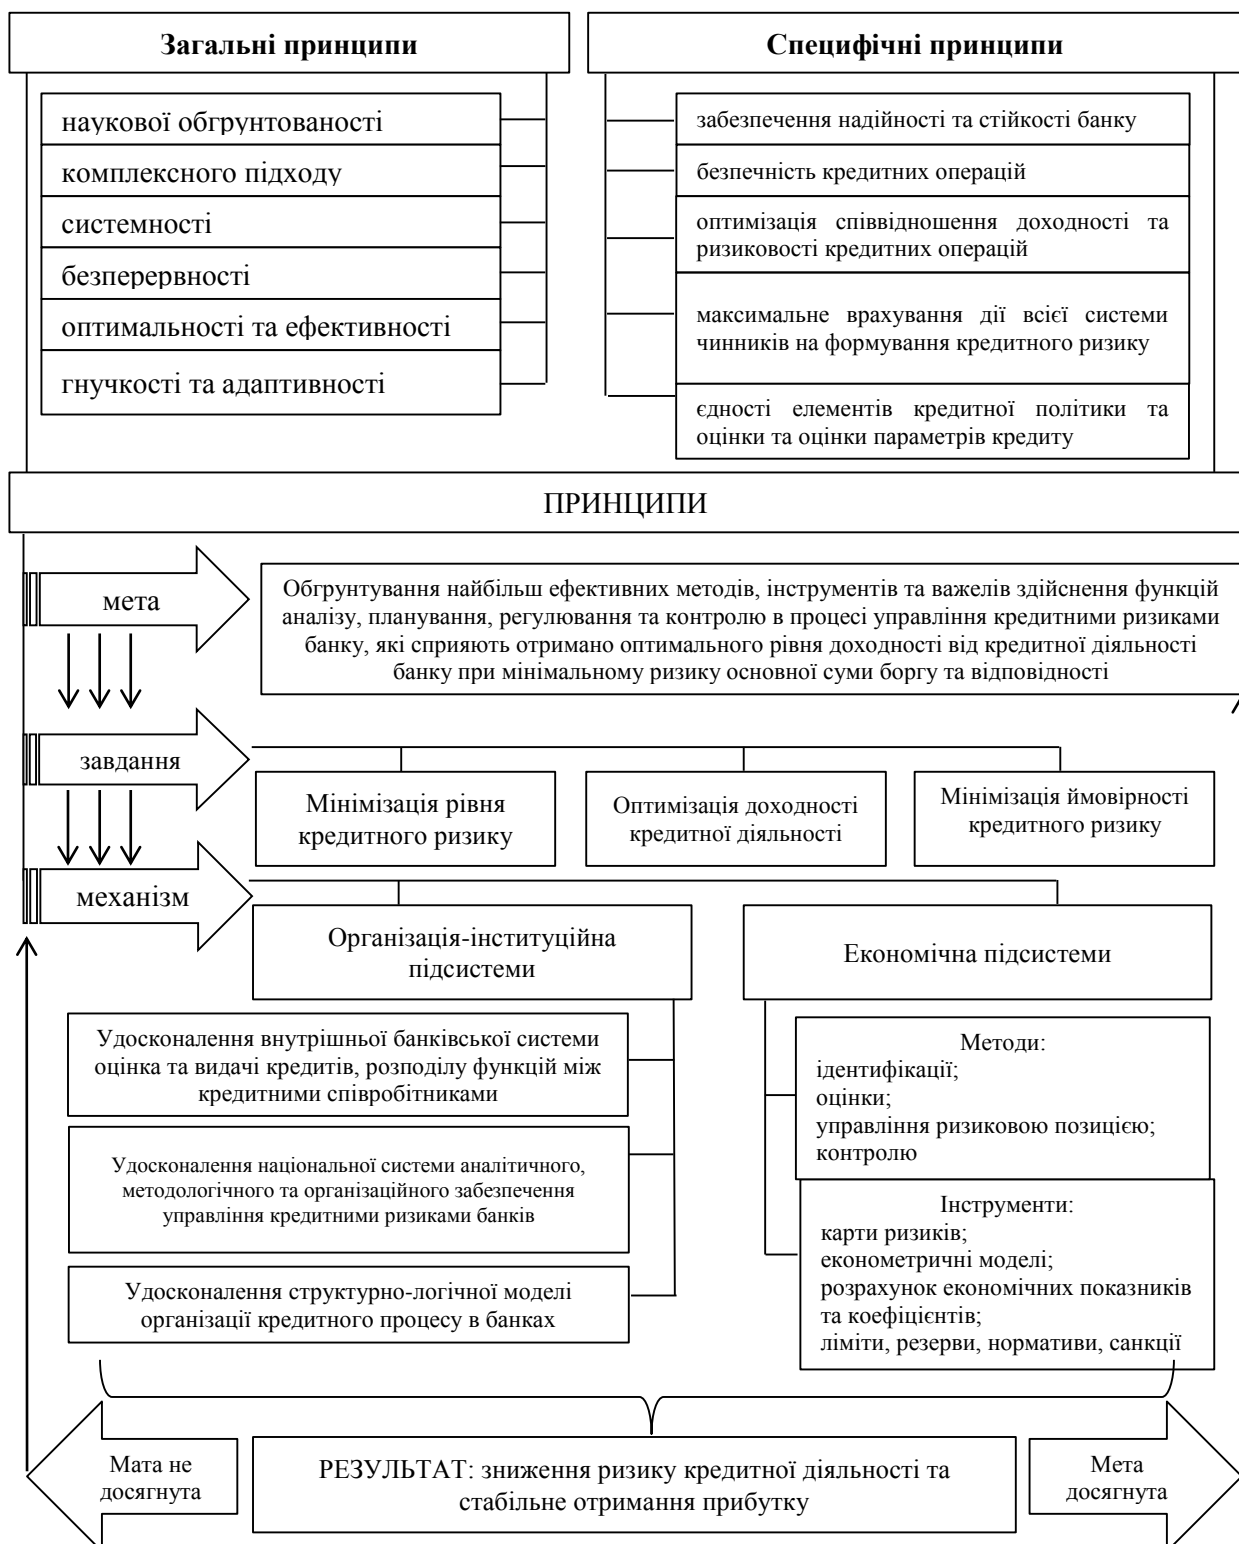 Загальні принципи
наукової обґрунтованості
комплексного підходу
системності
безперервності
оптимальності та ефективності
гнучкості та адаптивності
Специфічні принципи
забезпечення надійності та стійкості банку
безпечність кредитних операцій
оптимізація співвідношення доходності та
ризиковості кредитних операцій
максимальне врахування дії всієї системи
чинників на формування кредитного ризику
єдності елементів кредитної політики та
оцінки та оцінки параметрів кредиту
ПРИНЦИПИ
мета
Обґрунтування найбільш ефективних методів, інструментів та важелів здійснення функцій
аналізу, планування, регулювання та контролю в процесі управління кредитними ризиками
банку, які сприяють отримано оптимального рівня доходності від кредитної діяльності
банку при мінімальному ризику основної суми боргу та відповідності
завдання
Мінімізація рівня
кредитного ризику
Оптимізація доходності
кредитної діяльності
Мінімізація ймовірності
кредитного ризику
механізм
Організація-інституційна
підсистеми
Удосконалення внутрішньої банківської системи
оцінка та видачі кредитів, розподілу функцій між
кредитними співробітниками
Удосконалення національної системи аналітичного,
методологічного та організаційного забезпечення
управління кредитними ризиками банків
Удосконалення структурно-логічної моделі
організації кредитного процесу в банках
Економічна підсистеми
Методи:
ідентифікації;
оцінки;
управління ризиковою позицією;
контролю
Інструменти:
карти ризиків;
економетричні моделі;
розрахунок економічних показників
та коефіцієнтів;
ліміти, резерви, нормативи, санкції
Мата не
досягнута
РЕЗУЛЬТАТ: зниження ризику кредитної діяльності та
стабільне отримання прибутку
Мета
досягнута